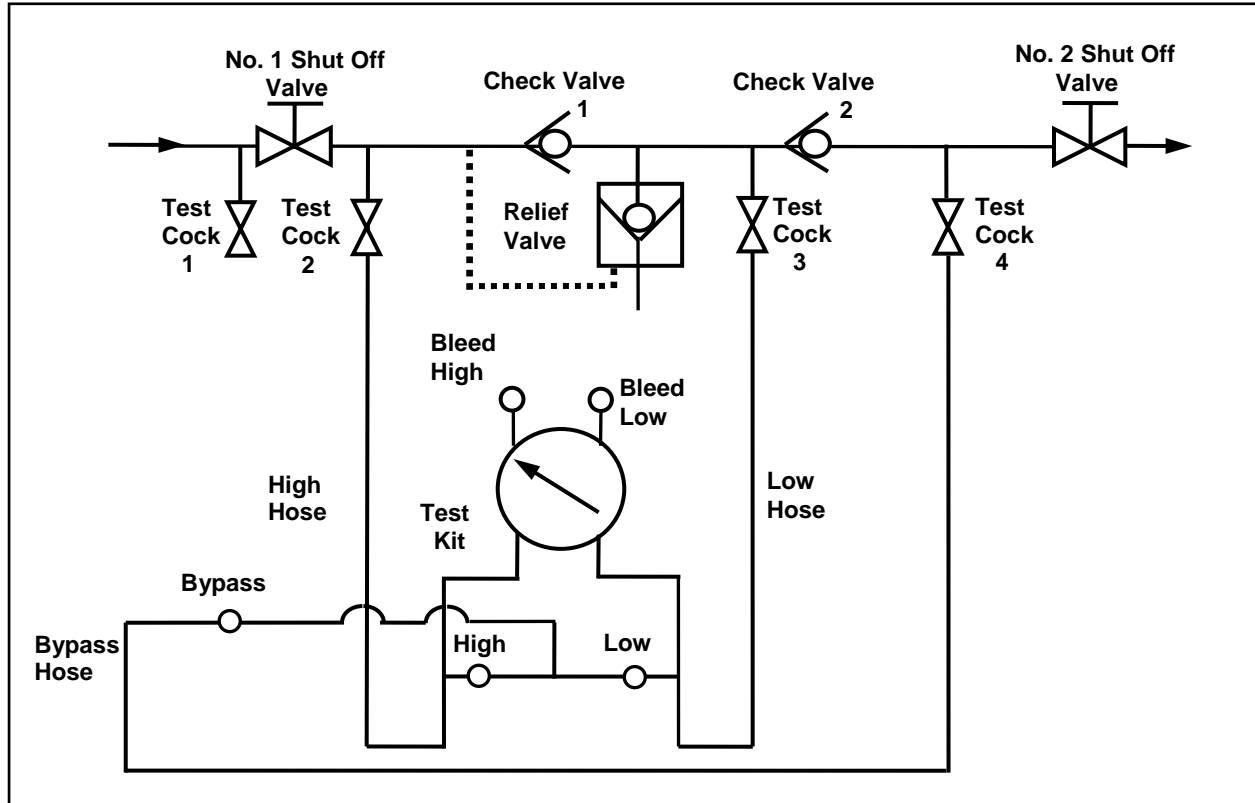 No. 1 Shut Off
Valve
Check Valve
1
Check Valve
2
No. 2 Shut Off
Valve
Test
Cock
1
Test
Cock
2
Relief
Valve
Test
Cock
3
Test
Cock
4
Bleed
High
Bleed
Low
High
Hose
Test
Kit
Low
Hose
Bypass
Bypass
Hose
High
Low